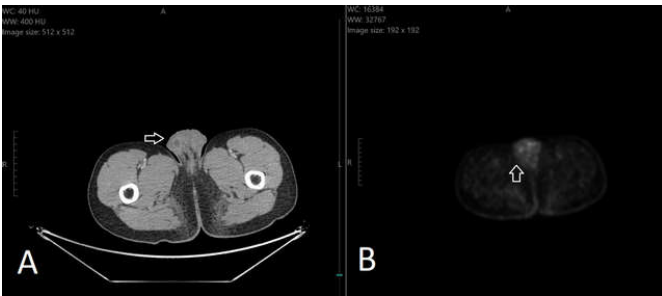 WC: 40 HU
WW: 400 HU
Image size: 512 x 512
A
R
L
A
WC: 16384
WW: 32767
Image size: 192 x 192
A
R
B